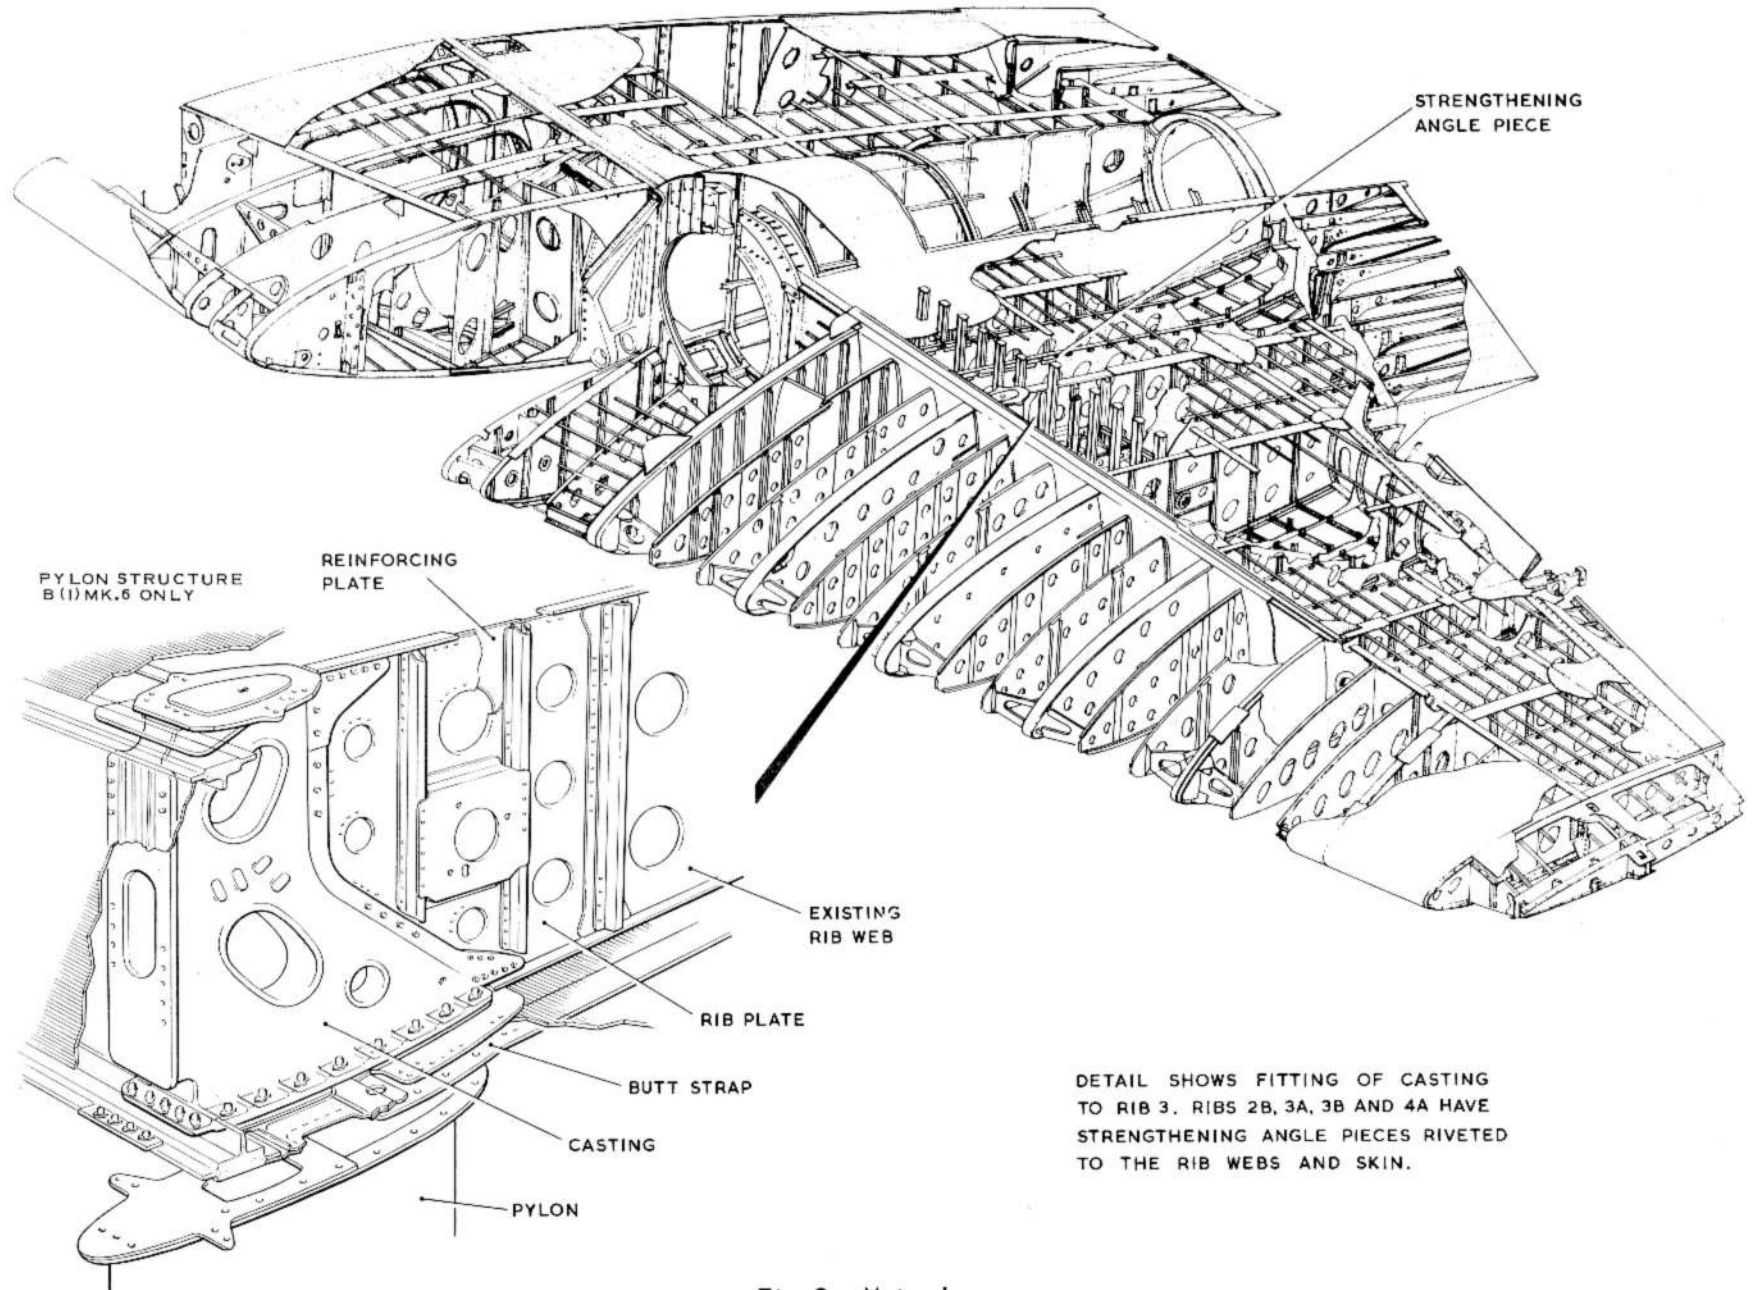 STRENGTHENING
ANGLE PIECE
REINFORCING
PLATE
PYLON STRUCTURE
B(I)MK.6 ONLY
EXISTING
RIB WEB
RIB PLATE
BUTT STRAP
CASTING
PYLON
DETAIL SHOWS FITTING OF CASTING
TO RIB 3. RIBS 2B, 3A, 3B AND 4A HAVE
STRENGTHENING ANGLE PIECES RIVETED
TO THE RIB WEBS AND SKIN.